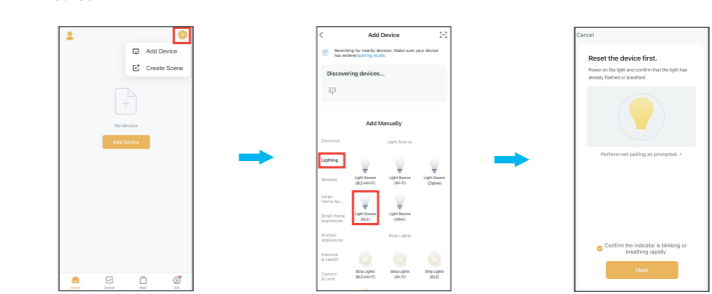 Add Device
Create Scene
No devices
Add Device
Home
Scene
Mall
Me
Add Device
Searching for nearby devices. Make sure your device
has entered pairing mode.
Discovering devices...
Add Manually
Electrical
Light Source
Lighting
Light Source
(BLE+Wi-Fi)
Light Source
(Wi-Fi)
Light Source
(Zigbee)
Sensors
Large
Home Ap...
Light Source
(BLE)
Light Source
(other)
Small Home
Appliances
Kitchen
Appliances
Strip Lights
Exercise
& Health
Strip Lights
(BLE+Wi-Fi)
Strip Lights
(Wi-Fi)
Strip Lights
(BLE)
Camera
& Lock
Cancel
Reset the device first.
Power on the light and confirm that the light has
already flashed or breathed.
Perform net pairing as prompted. >
Confirm the indicator is blinking or
breathing rapidly
Next